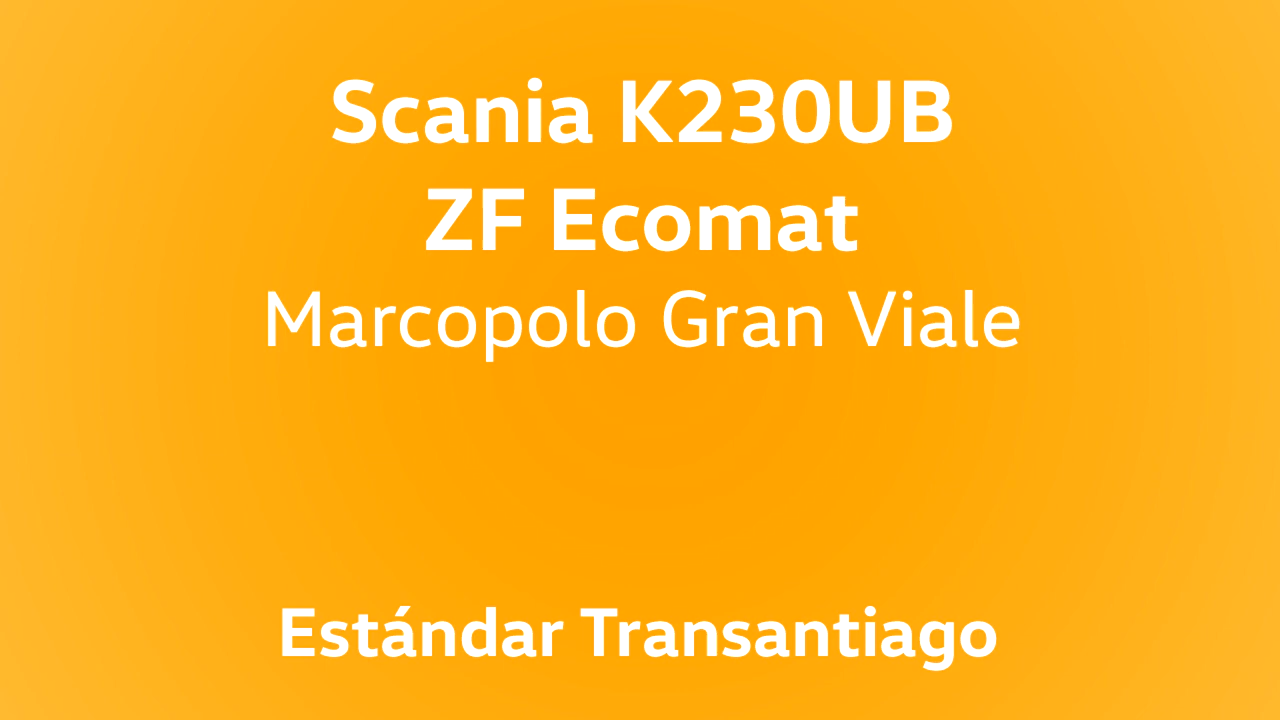 Scania K230UB
ZF Ecomat
Marcopolo Gran Viale
Estándar Transantiago